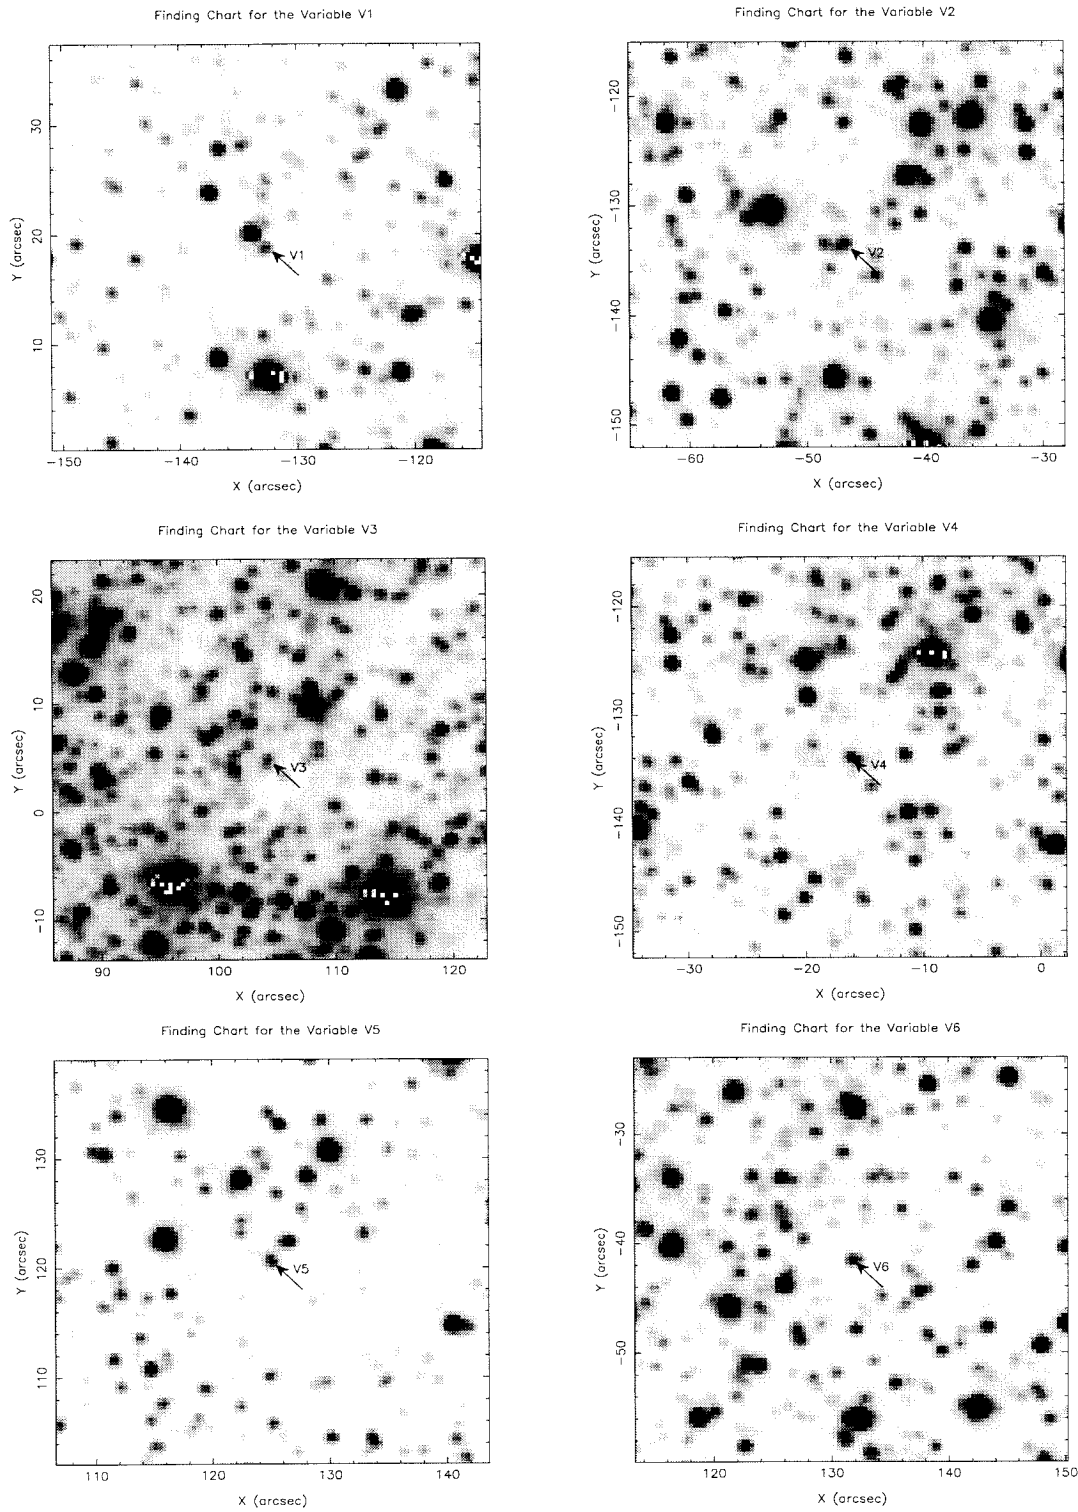 Finding Chart for the Variable V1
Y (arcsec)
30
20
10
V1
−150
−140
−130
−120
X (arcsec)
Finding Chart for the Variable V2
Y (arcsec)
−120
−130
−140
−150
V2
−60
−50
−40
−30
X (arcsec)
Finding Chart for the Variable V3
Y (arcsec)
20
10
0
−10
V3
90
100
110
120
X (arcsec)
Finding Chart for the Variable V4
Y (arcsec)
−120
−130
−140
−150
V4
−30
−20
−10
0
X (arcsec)
Finding Chart for the Variable V5
Y (arcsec)
130
120
110
V5
110
120
130
140
X (arcsec)
Finding Chart for the Variable V6
Y (arcsec)
−30
−40
−50
V6
120
130
140
150
X (arcsec)